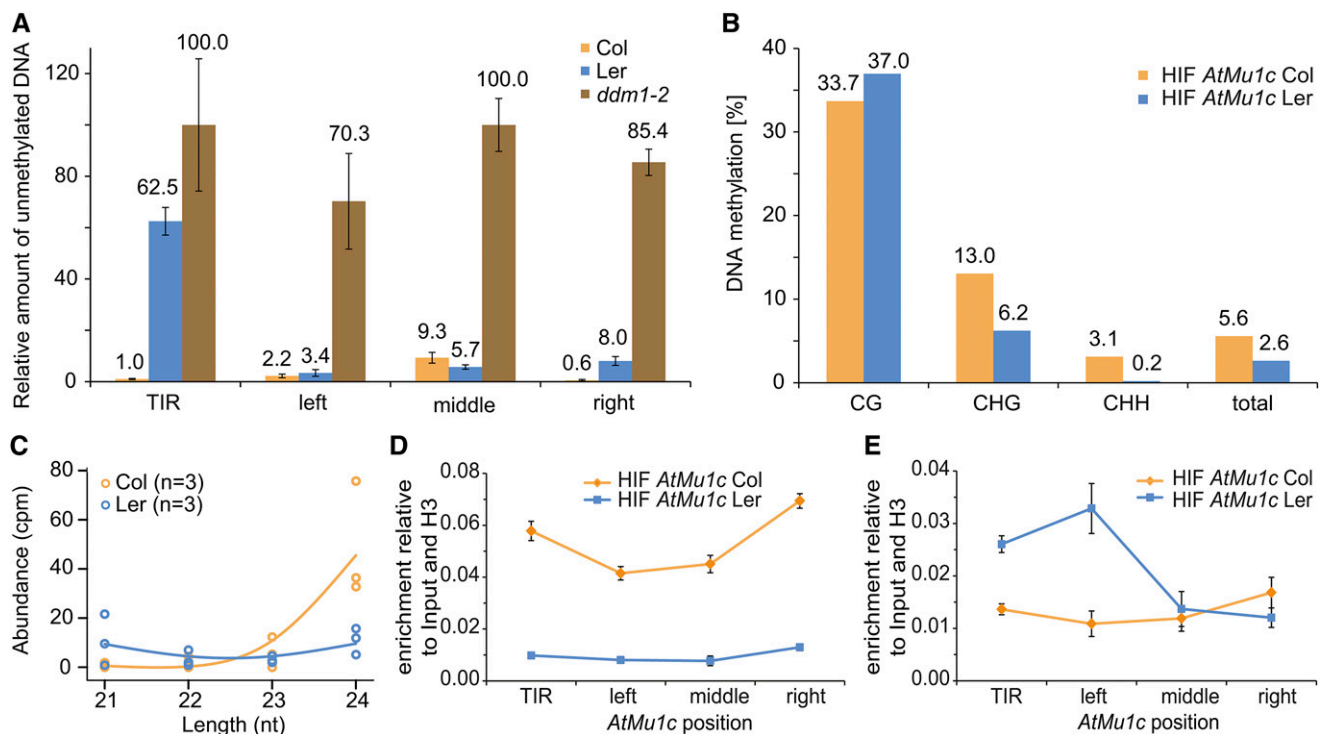 A
Relative amount of unmethylated DNA
120
80
40
0
100.0
62.5
1.0
70.3
2.2
3.4
100.0
9.3
5.7
85.4
0.6
8.0
Col
Ler
ddm1-2
TIR
left
middle
right
B
DNA methylation [%]
40
30
20
10
0
33.7
37.0
13.0
6.2
3.1
0.2
5.6
2.6
HIF AtMu1c Col
HIF AtMu1c Ler
CG
CHG
CHH
total
C
Abundance (cpm)
80
60
40
20
0
Col (n=3)
Ler (n=3)
21
22
23
24
Length (nt)
D
enrichment relative
to Input and H3
0.08
0.06
0.04
0.02
0.00
HIF AtMu1c Col
HIF AtMu1c Ler
TIR
left
middle
right
AtMu1c position
E
enrichment relative
to Input and H3
0.04
0.03
0.02
0.01
0.00
HIF AtMu1c Col
HIF AtMu1c Ler
TIR
left
middle
right
AtMu1c position